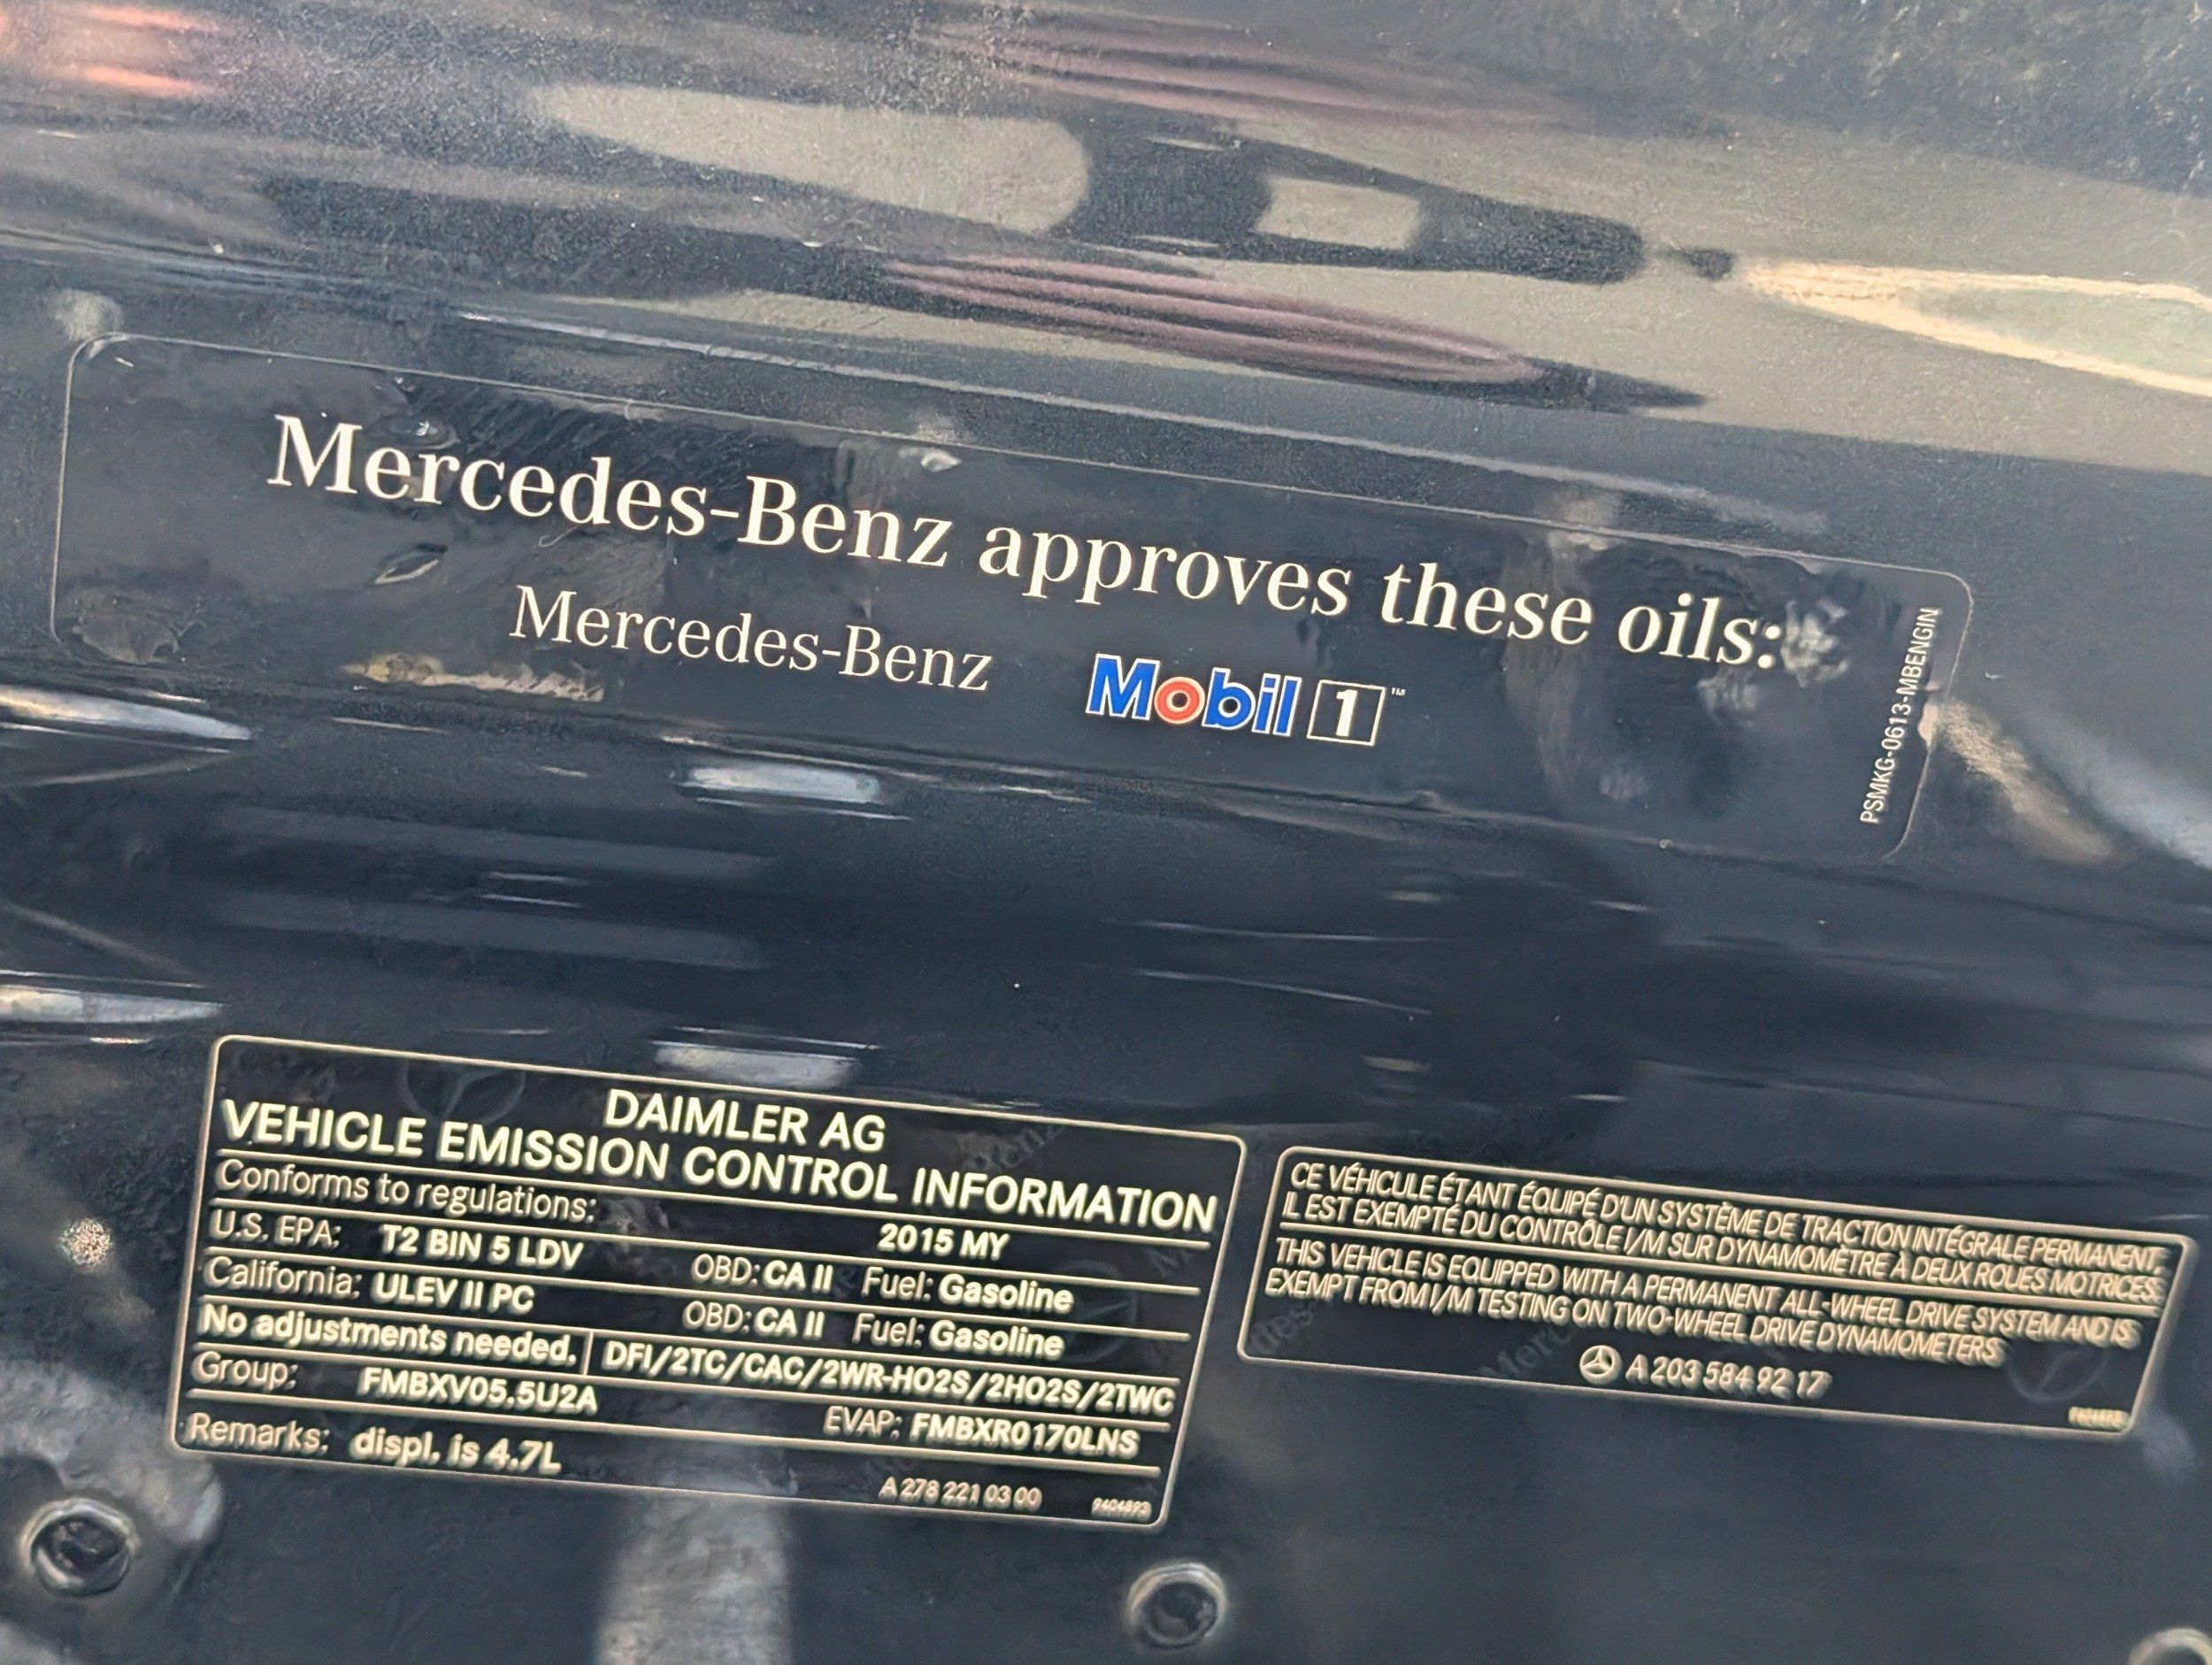 Mercedes-Benz approves these oils:
Mercedes-Benz Mobil 1™
PSMKG-0613-MBENGIN
DAIMLER AG
VEHICLE EMISSION CONTROL INFORMATION
Conforms to regulations: 2015 MY
U.S. EPA: T2 BIN 5 LDV OBD: CA II Fuel: Gasoline
California: ULEV II PC OBD: CA II Fuel: Gasoline
No adjustments needed. DFI/2TC/CAC/2WR-HO2S/2HO2S/2TWC
Group: FMBXV05.5U2A EVAP: FMBXR0170LNS
Remarks: displ. is 4.7L
A 278 221 03 00 9404893
CE VÉHICULE ÉTANT ÉQUIPÉ D'UN SYSTÈME DE TRACTION INTÉGRALE PERMANENT,
IL EST EXEMPTÉ DU CONTRÔLE I/M SUR DYNAMOMÈTRE À DEUX ROUES MOTRICES.
THIS VEHICLE IS EQUIPPED WITH A PERMANENT ALL-WHEEL DRIVE SYSTEM AND IS
EXEMPT FROM I/M TESTING ON TWO-WHEEL DRIVE DYNAMOMETERS
A 203 584 92 17